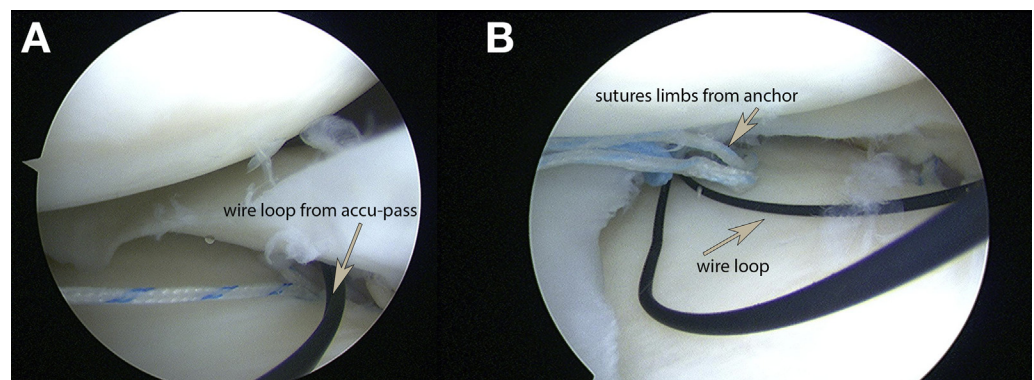 A
B
sutures limbs from anchor
wire loop from accu-pass
wire loop